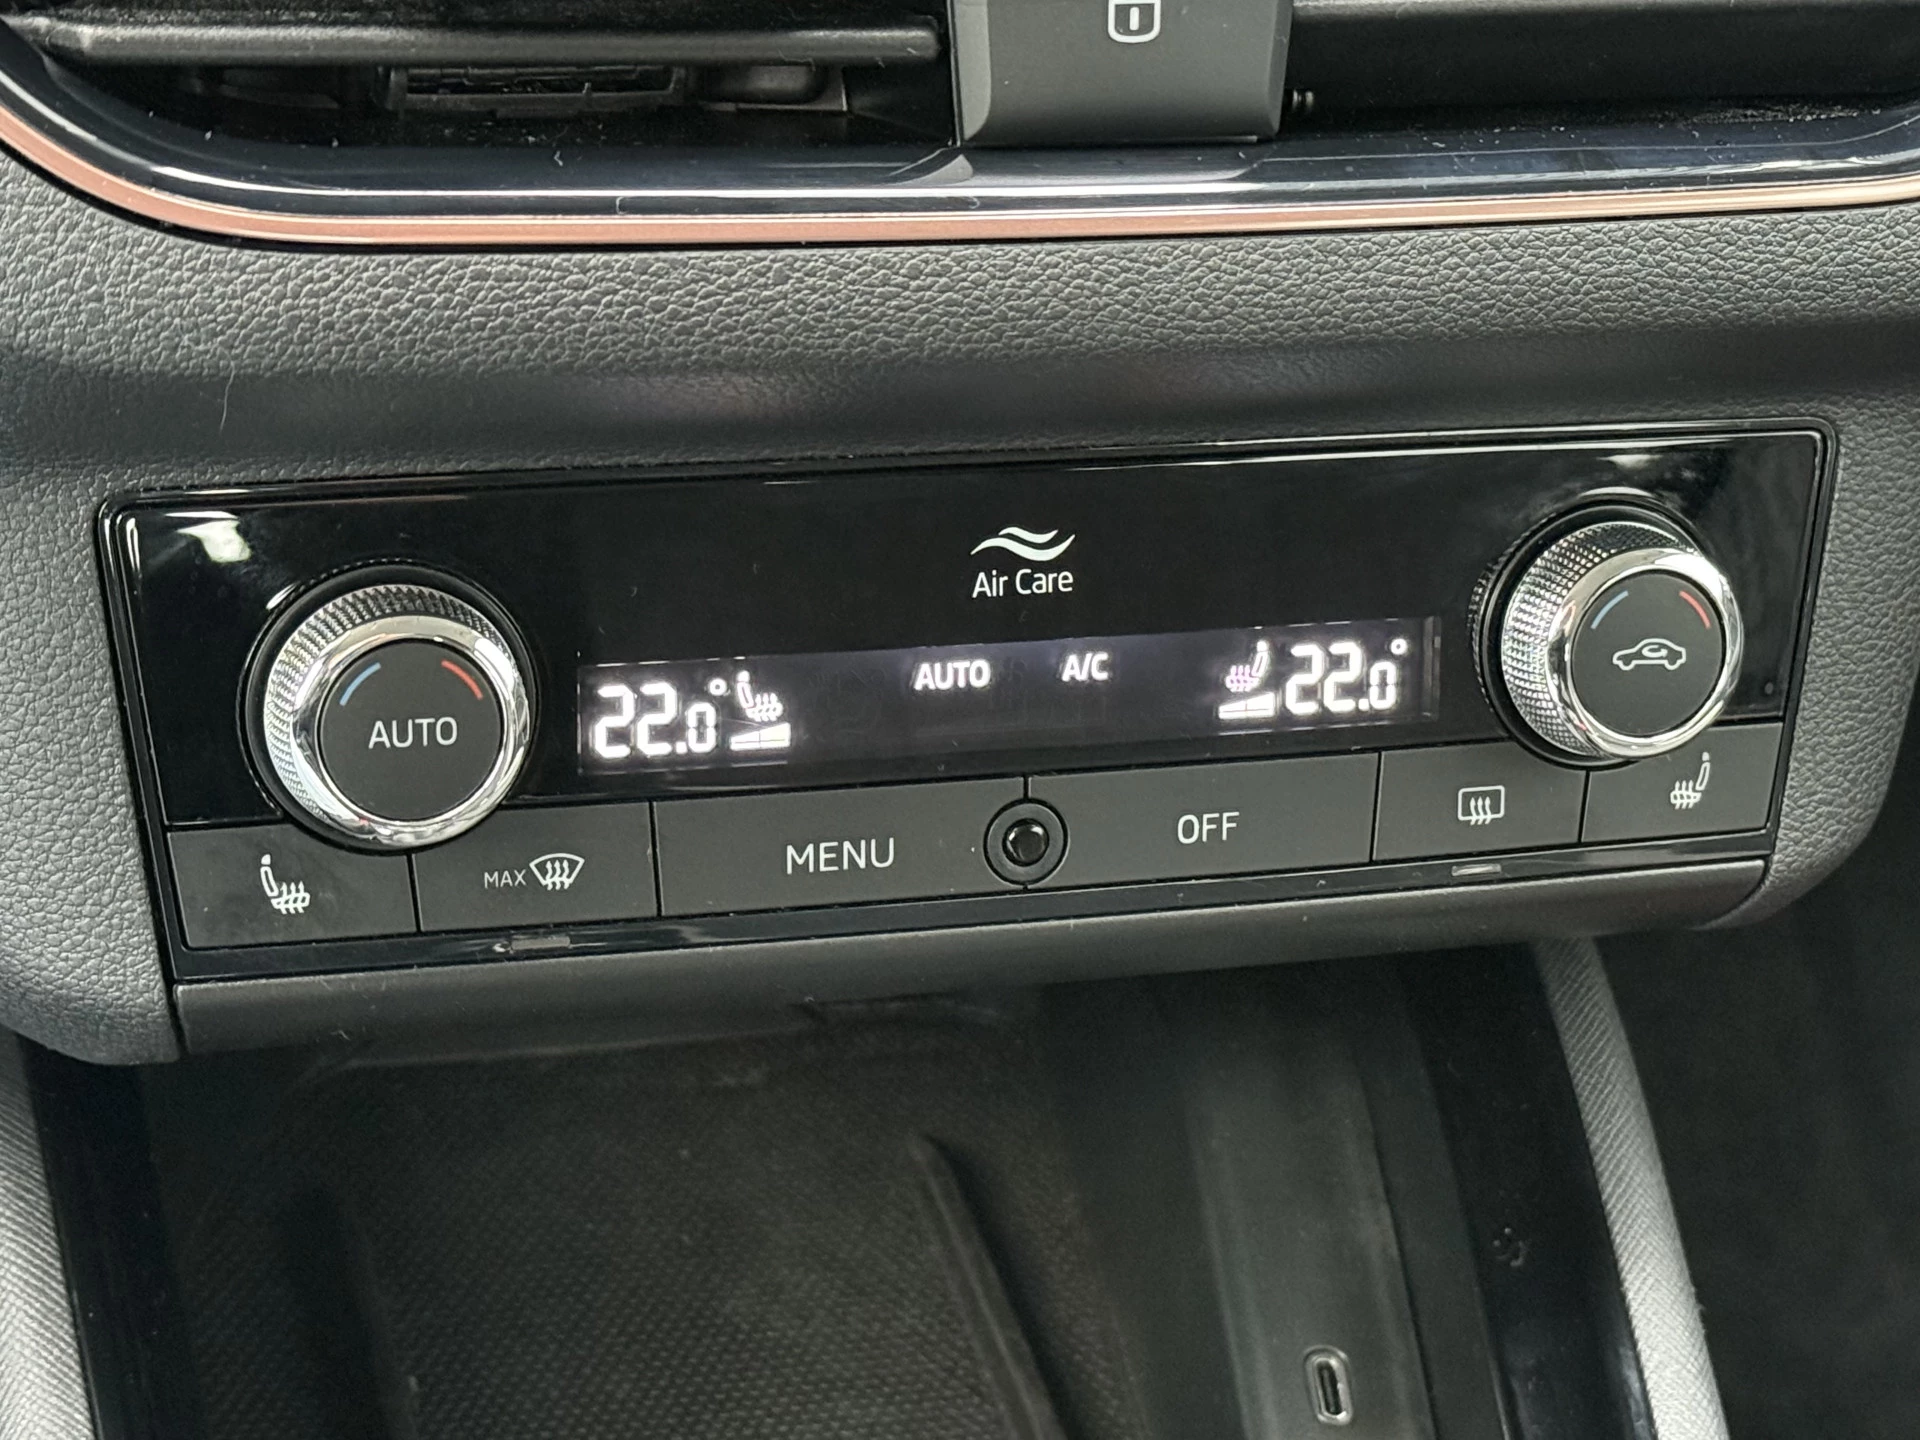 Air Care
AUTO
22.0°
AUTO
A/C
22.0°
MAX
MENU
OFF